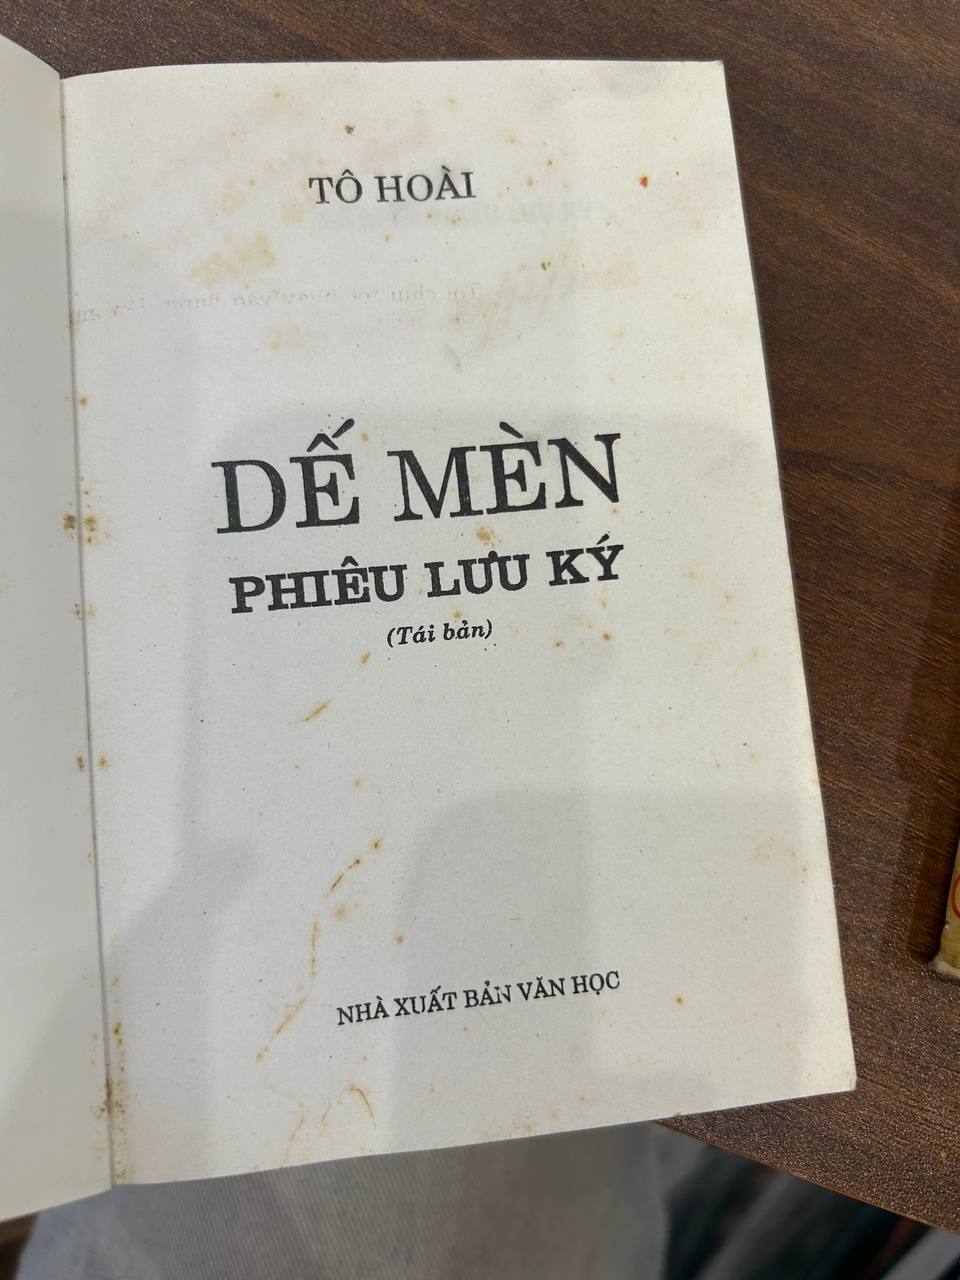 TÔ HOÀI
DẾ MÈN
PHIÊU LƯU KÝ
(Tái bản)
NHÀ XUẤT BẢN VĂN HỌC